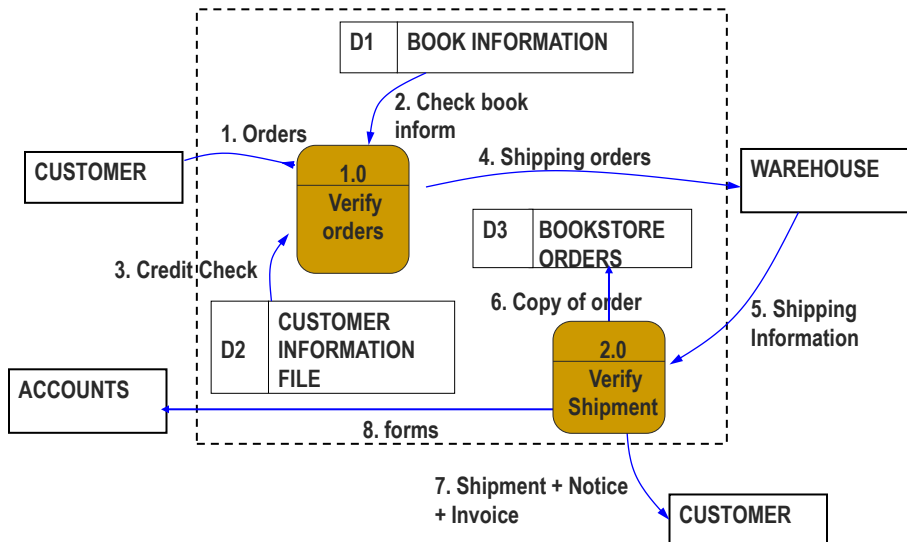 D1 BOOK INFORMATION
2. Check book
inform
1. Orders
CUSTOMER
1.0
Verify
orders
4. Shipping orders
WAREHOUSE
D3 BOOKSTORE
ORDERS
3. Credit Check
6. Copy of order
5. Shipping
Information
D2 CUSTOMER
INFORMATION
FILE
2.0
Verify
Shipment
ACCOUNTS
8. forms
7. Shipment + Notice
+ Invoice
CUSTOMER